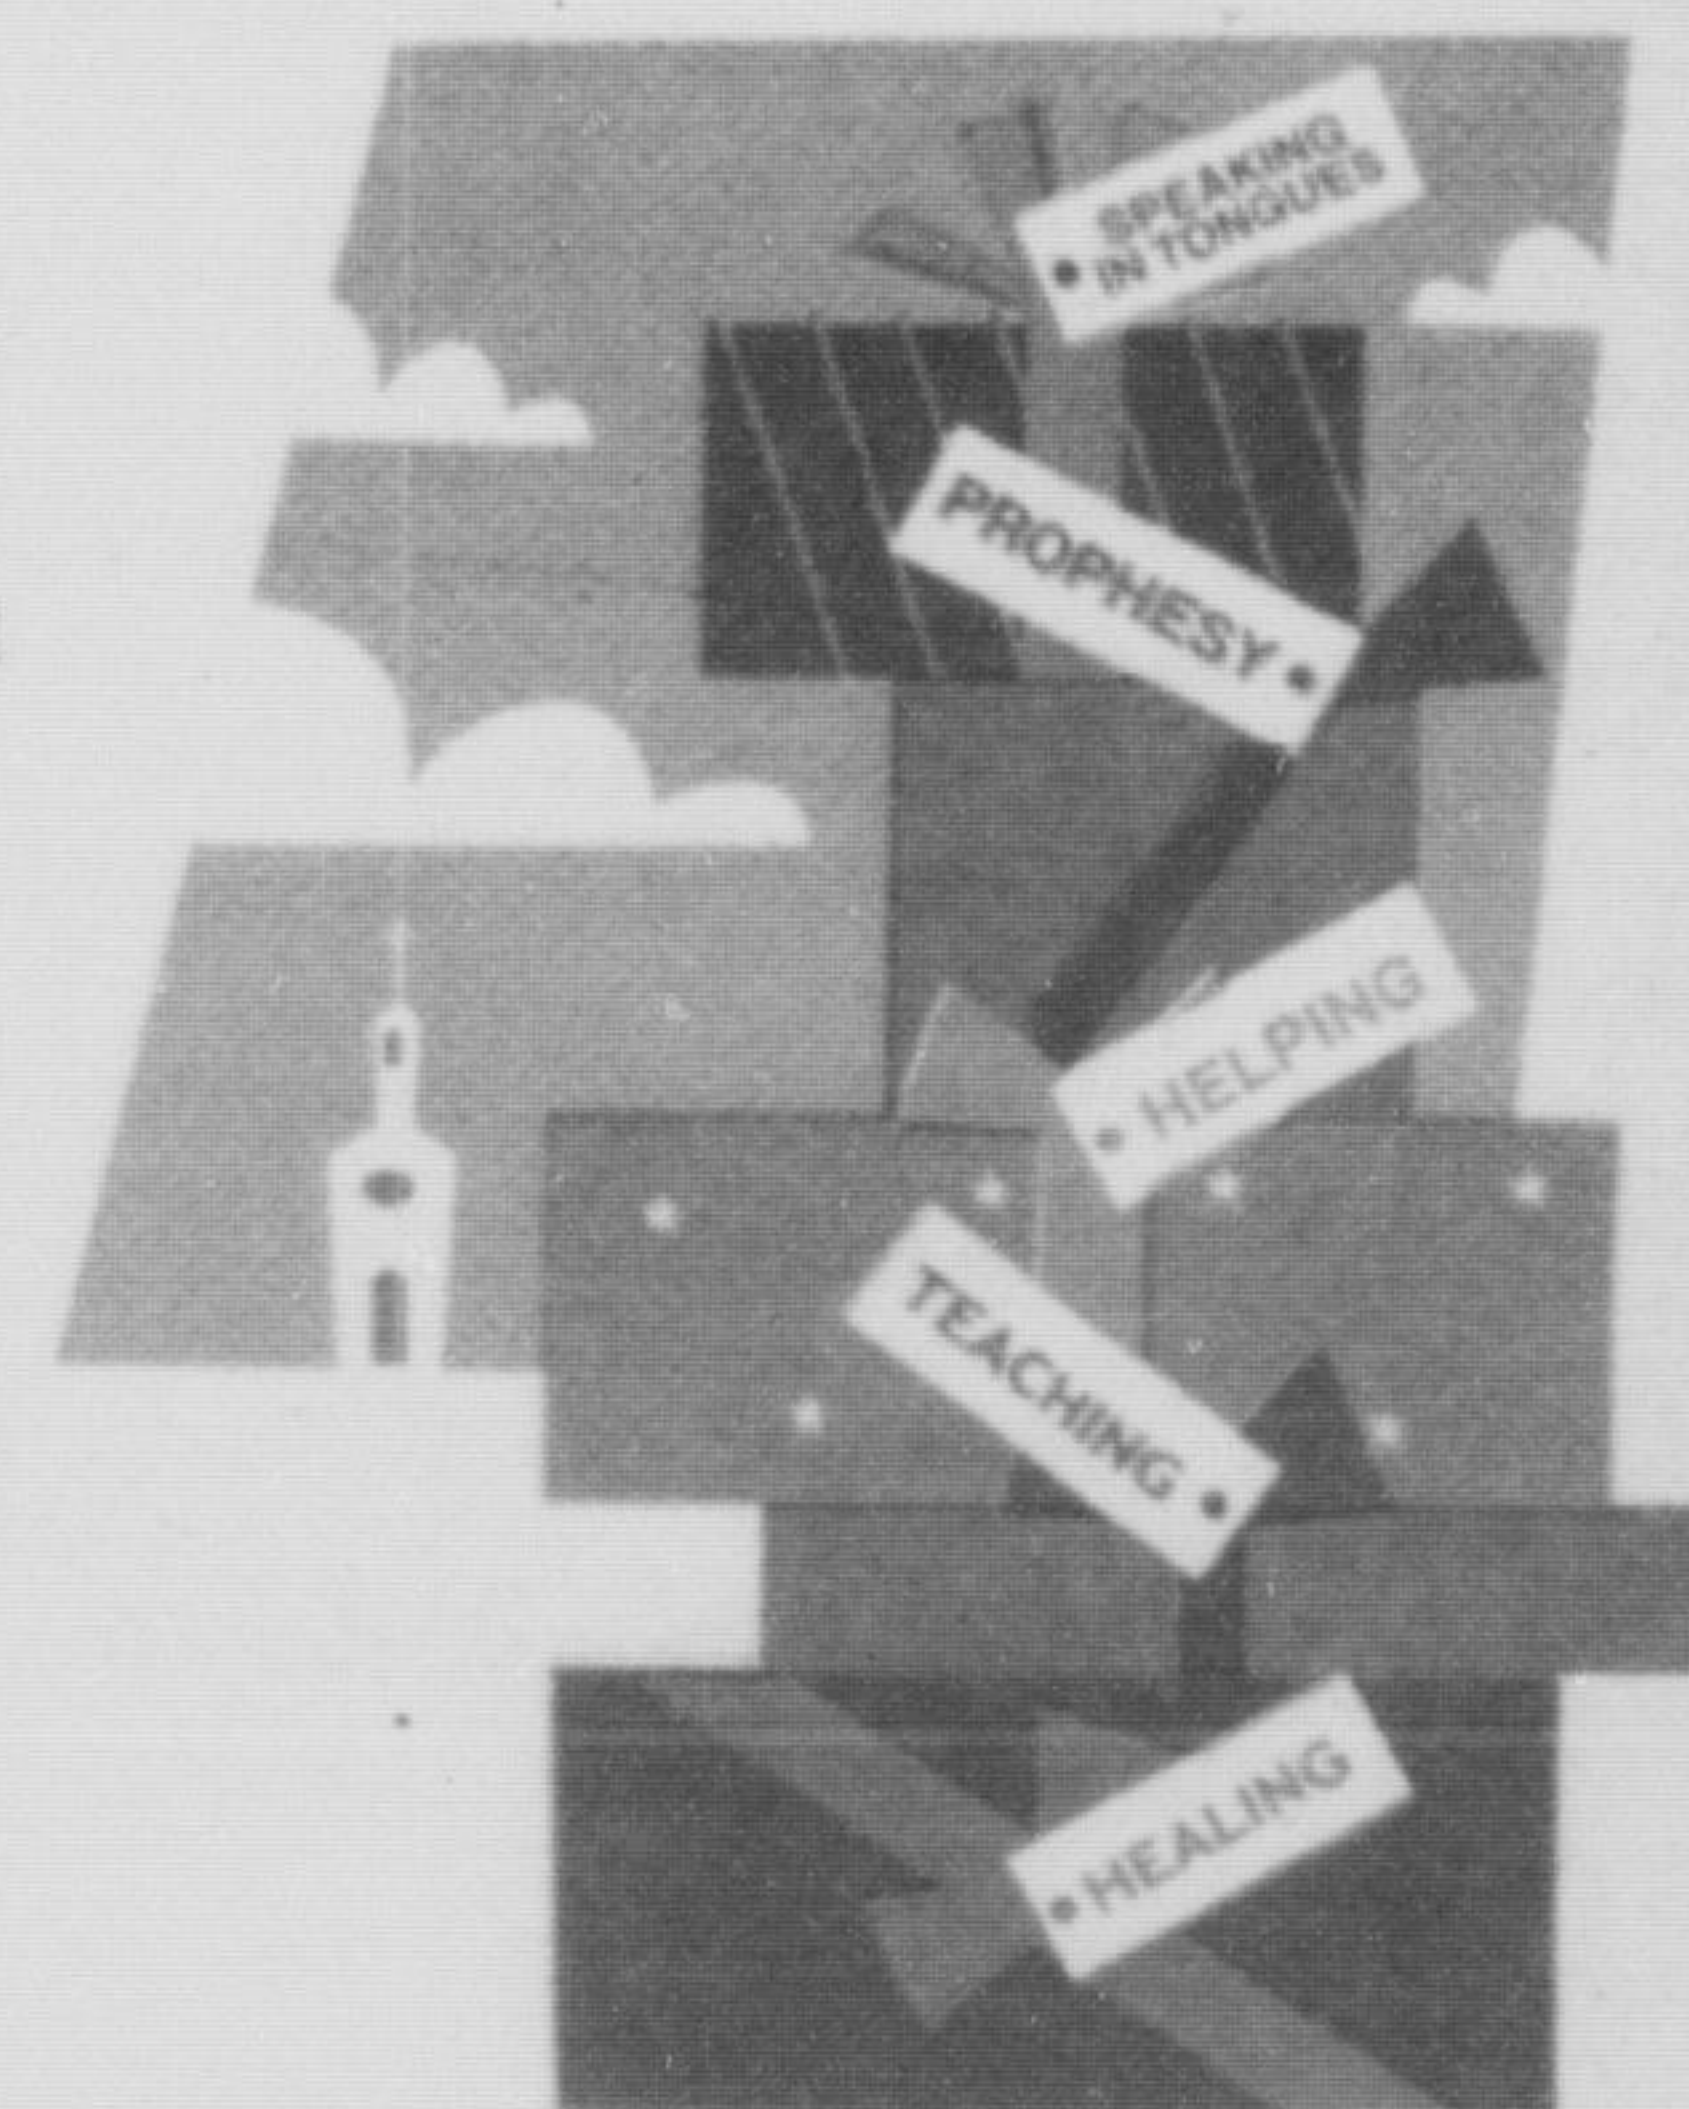 SPEAKING
IN TONGUES
PROPHESY
HELPING
TEACHING
HEALING